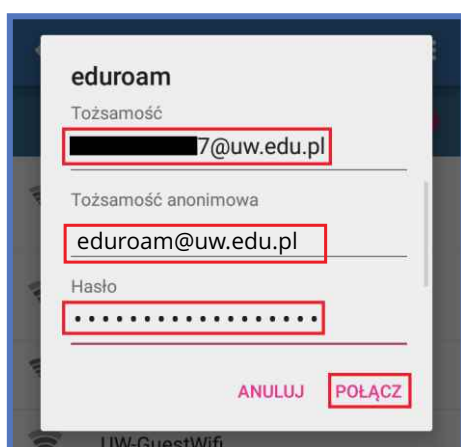 eduroam
Tożsamość
7@uw.edu.pl
Tożsamość anonimowa
eduroam@uw.edu.pl
Hasło
••••••••••••••••••
ANULUJ POŁĄCZ
UW-GuestWifi